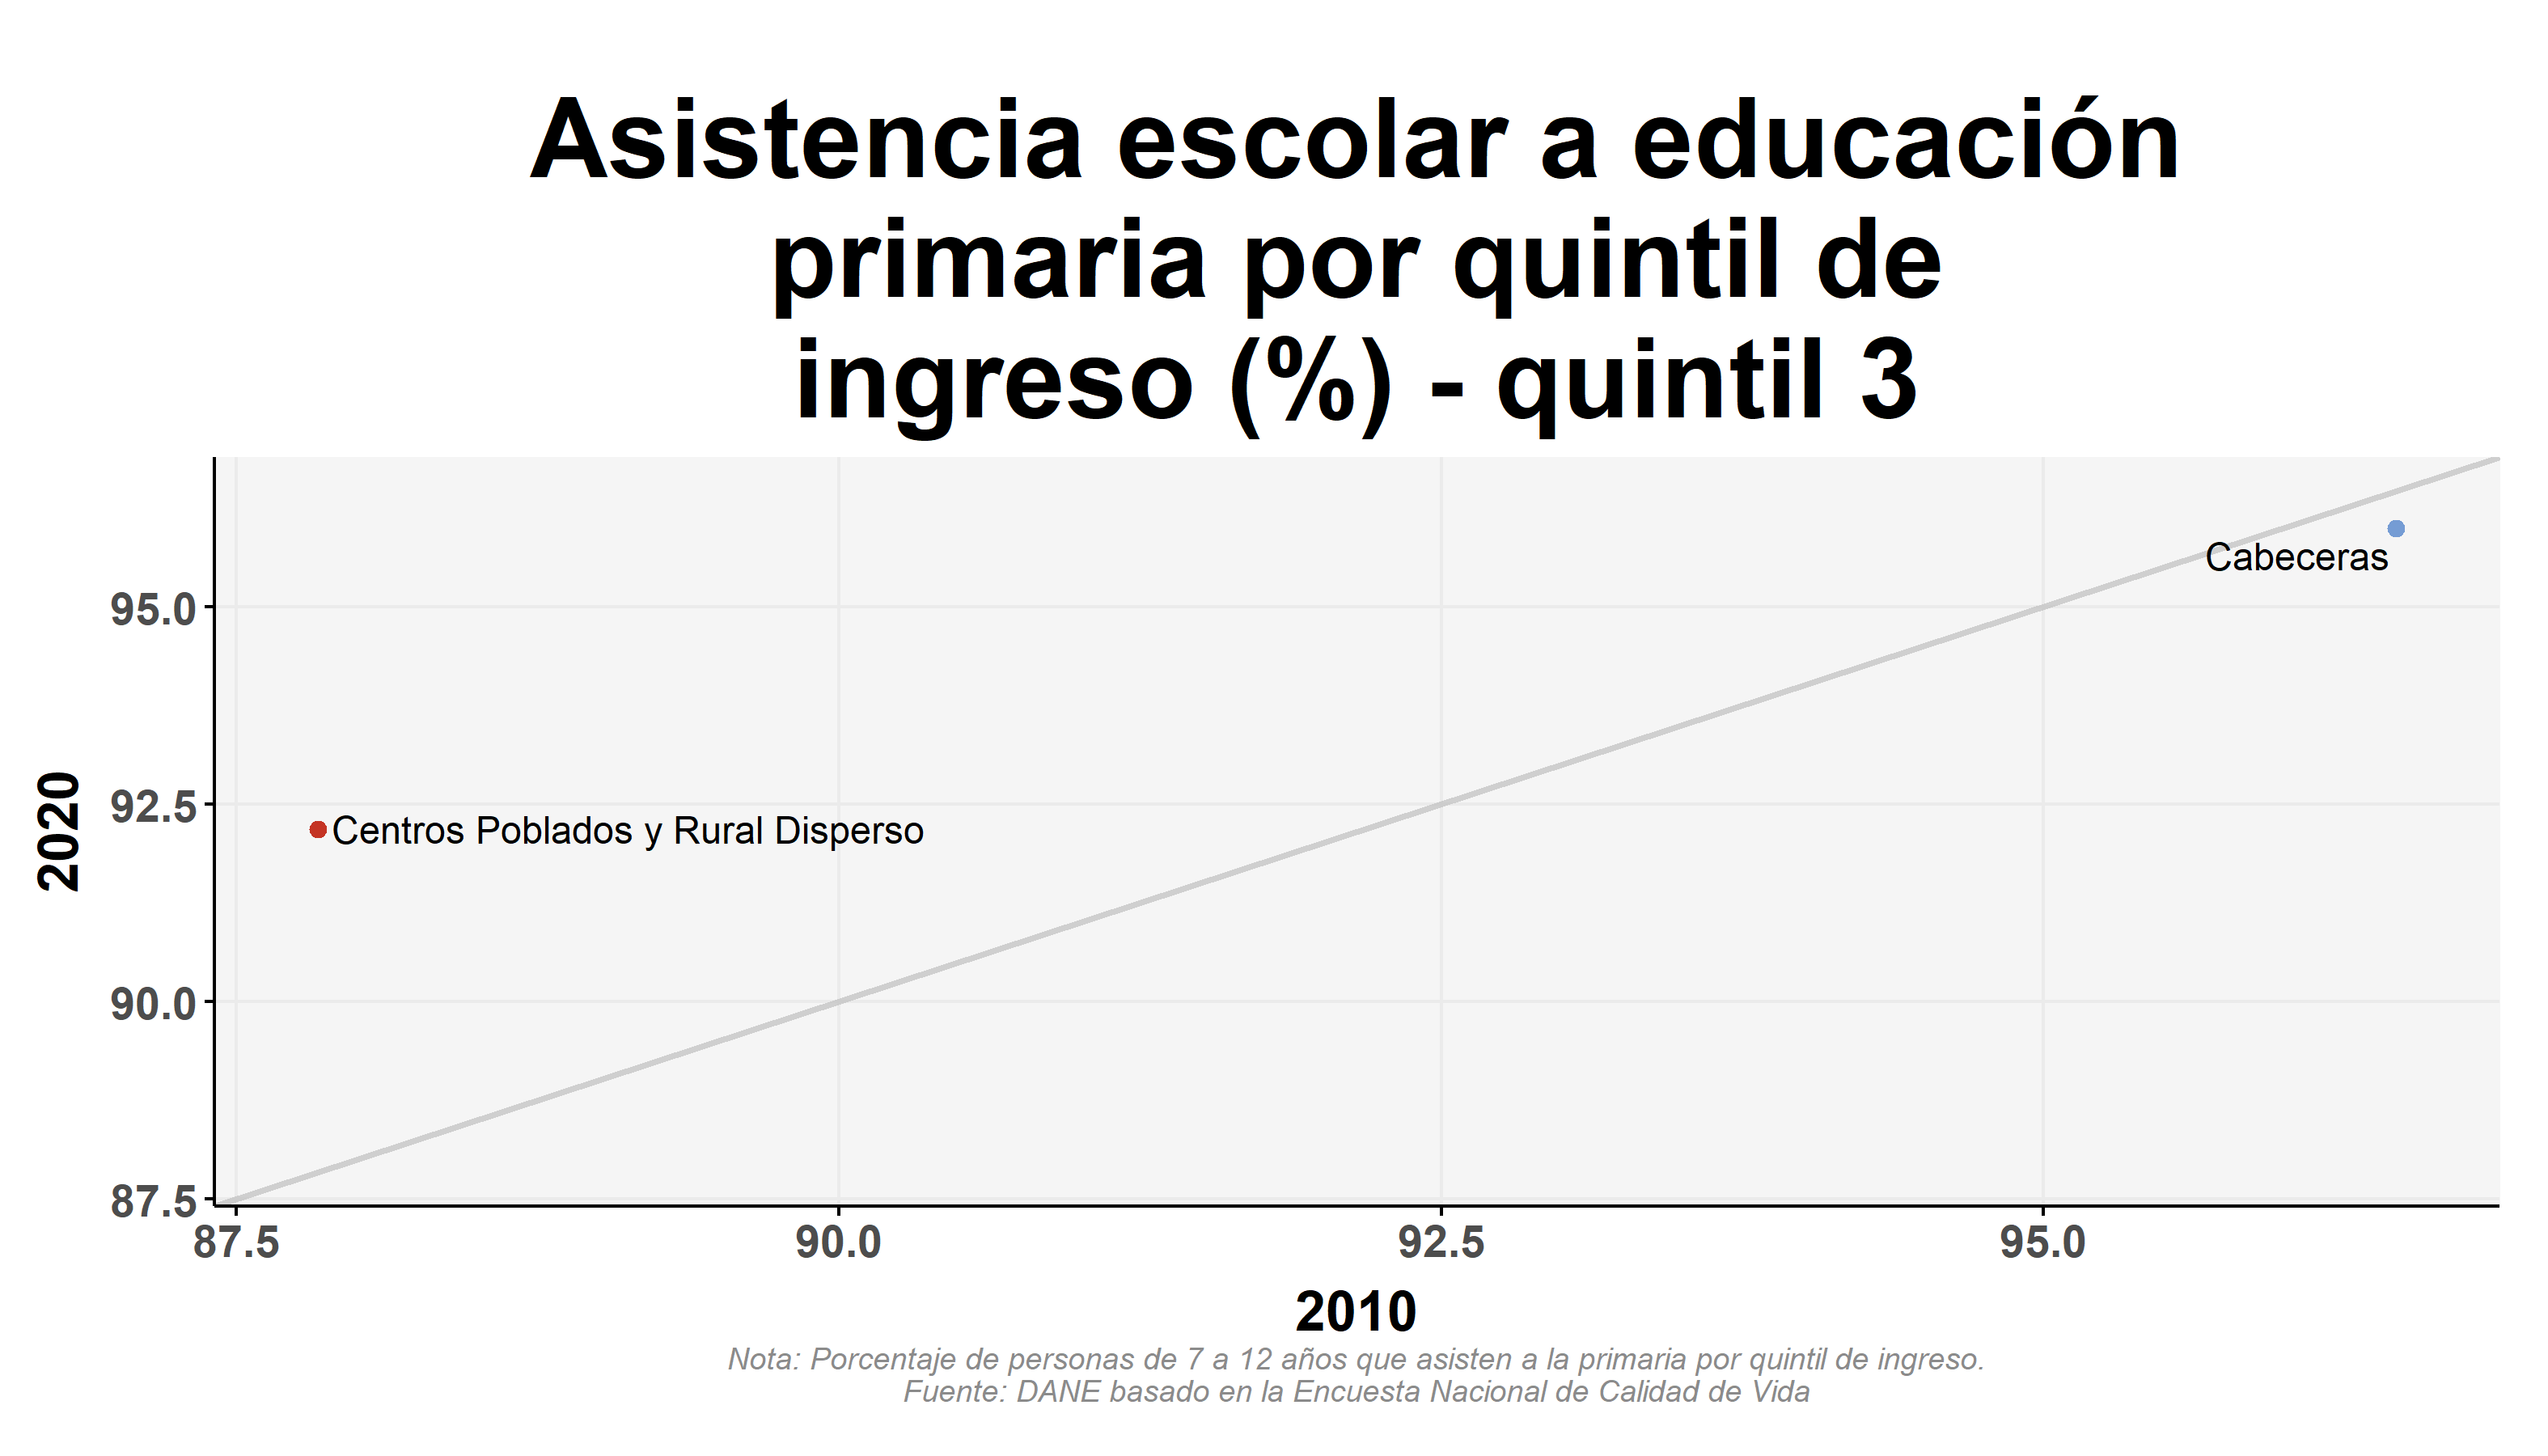 Asistencia escolar a educación
primaria por quintil de
ingreso (%) - quintil 3
Cabeceras
95.0
92.5
Centros Poblados y Rural Disperso
2020
90.0
87.5
87.5 90.0 92.5 95.0
2010
Nota: Porcentaje de personas de 7 a 12 años que asisten a la primaria por quintil de ingreso.
Fuente: DANE basado en la Encuesta Nacional de Calidad de Vida